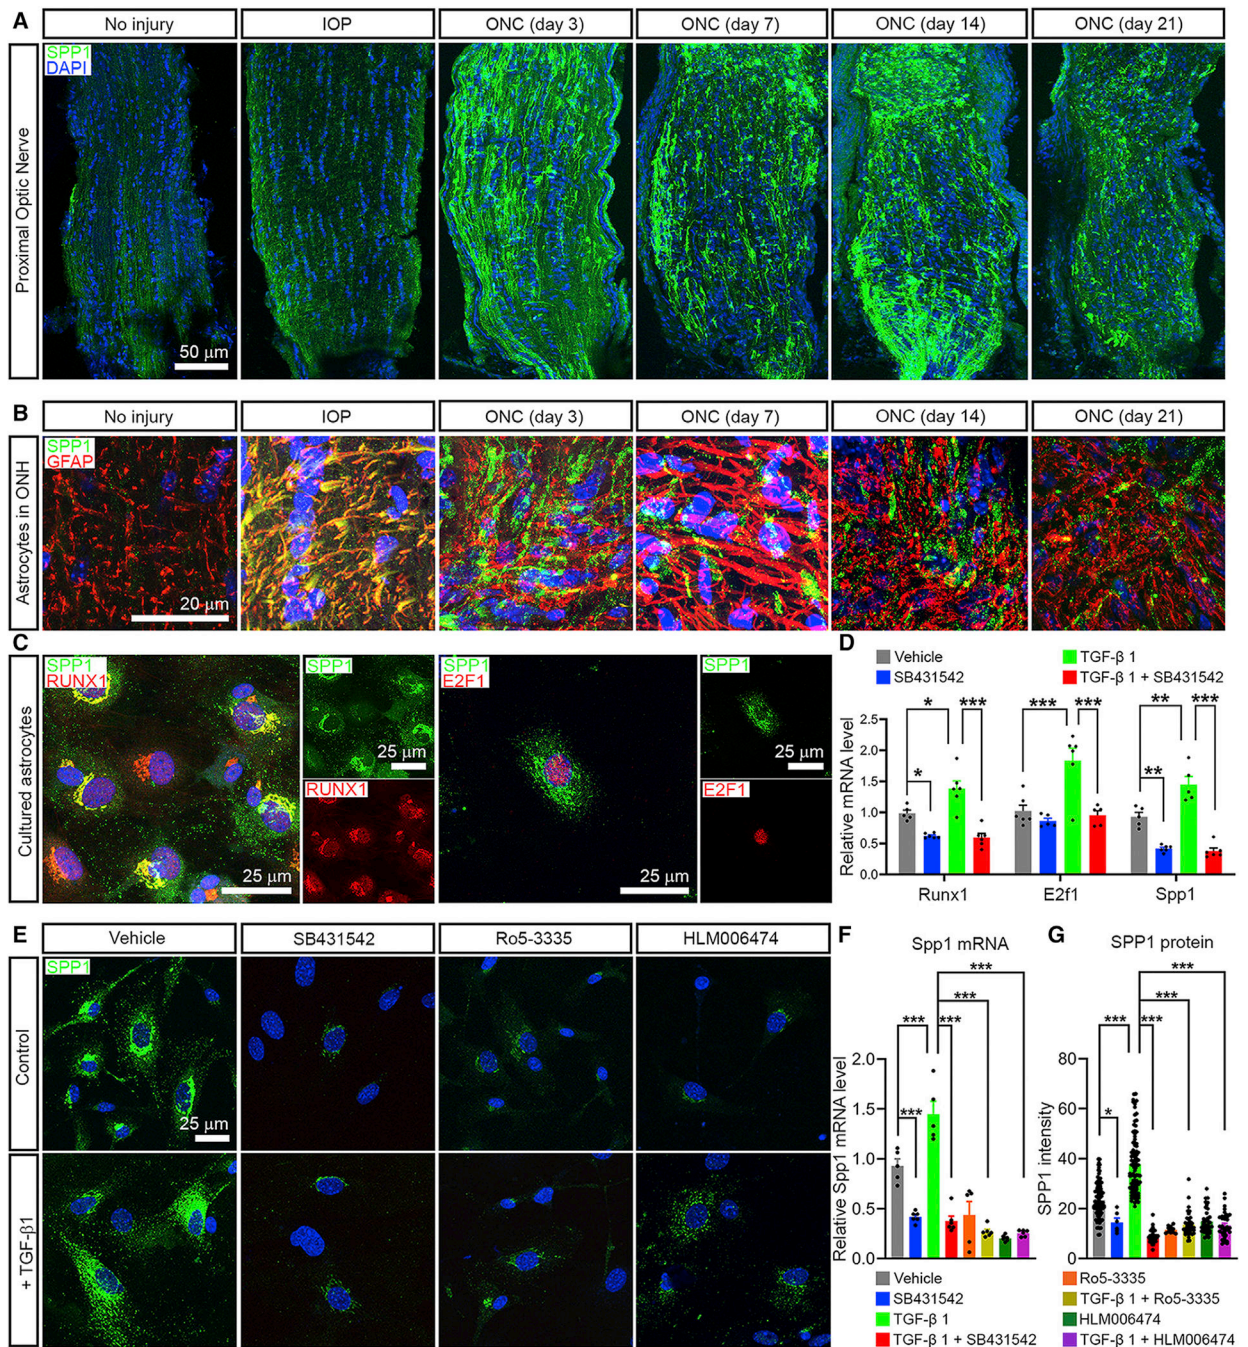 A
No injury
IOP
ONC (day 3)
ONC (day 7)
ONC (day 14)
ONC (day 21)
SPP1
DAPI
Proximal Optic Nerve
50 μm
B
No injury
IOP
ONC (day 3)
ONC (day 7)
ONC (day 14)
ONC (day 21)
SPP1
GFAP
Astrocytes in ONH
20 μm
C
SPP1
RUNX1
SPP1
25 μm
RUNX1
Cultured astrocytes
25 μm
SPP1
E2F1
25 μm
SPP1
25 μm
E2F1
D
Vehicle
SB431542
TGF-β 1
TGF-β 1 + SB431542
Relative mRNA level
2.5
2.0
1.5
1.0
0.5
0.0
* * ***
*** ***
** ** ***
Runx1
E2f1
Spp1
E
Vehicle
SB431542
Ro5-3335
HLM006474
SPP1
Control
25 μm
+ TGF-β1
F
Spp1 mRNA
Relative Spp1 mRNA level
2.0
1.5
1.0
0.5
0.0
***
***
*** ***
***
G
SPP1 protein
SPP1 intensity
80
60
40
20
0
***
***
*** ***
*
Vehicle
SB431542
TGF-β 1
TGF-β 1 + SB431542
Ro5-3335
TGF-β 1 + Ro5-3335
HLM006474
TGF-β 1 + HLM006474